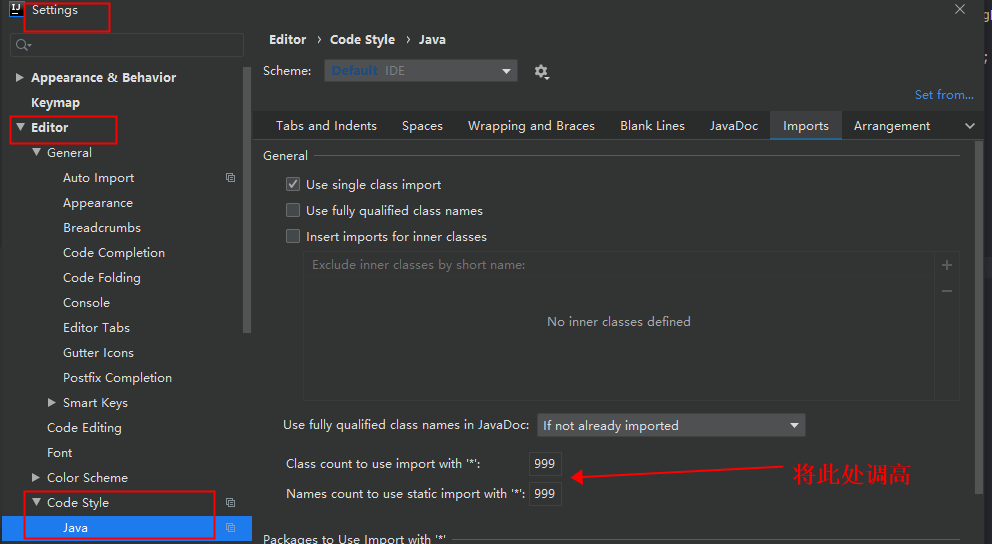 IJ Settings
Appearance & Behavior
Keymap
Editor
General
Auto Import
Appearance
Breadcrumbs
Code Completion
Code Folding
Console
Editor Tabs
Gutter Icons
Postfix Completion
Smart Keys
Code Editing
Font
Color Scheme
Code Style
Java
Editor › Code Style › Java
Scheme: Default IDE
Set from...
Tabs and Indents Spaces Wrapping and Braces Blank Lines JavaDoc Imports Arrangement
General
Use single class import
Use fully qualified class names
Insert imports for inner classes
Exclude inner classes by short name:
No inner classes defined
Use fully qualified class names in JavaDoc: If not already imported
Class count to use import with '*': 999
将此处调高
Names count to use static import with '*': 999
Packages to Use Import with '*'